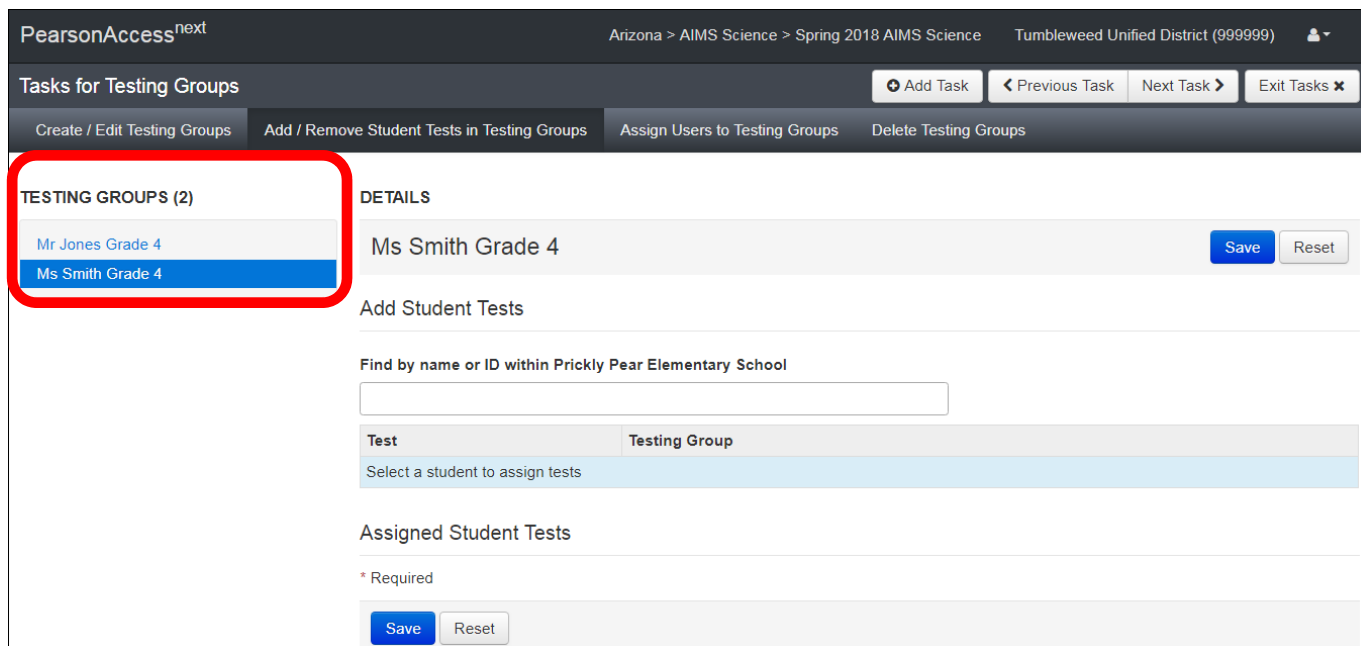 PearsonAccessnext Arizona > AIMS Science > Spring 2018 AIMS Science Tumbleweed Unified District (999999)
Tasks for Testing Groups Add Task Previous Task Next Task Exit Tasks
Create / Edit Testing Groups Add / Remove Student Tests in Testing Groups Assign Users to Testing Groups Delete Testing Groups
TESTING GROUPS (2)
Mr Jones Grade 4
Ms Smith Grade 4
DETAILS
Ms Smith Grade 4 Save Reset
Add Student Tests
Find by name or ID within Prickly Pear Elementary School
Test Testing Group
Select a student to assign tests
Assigned Student Tests
* Required
Save Reset